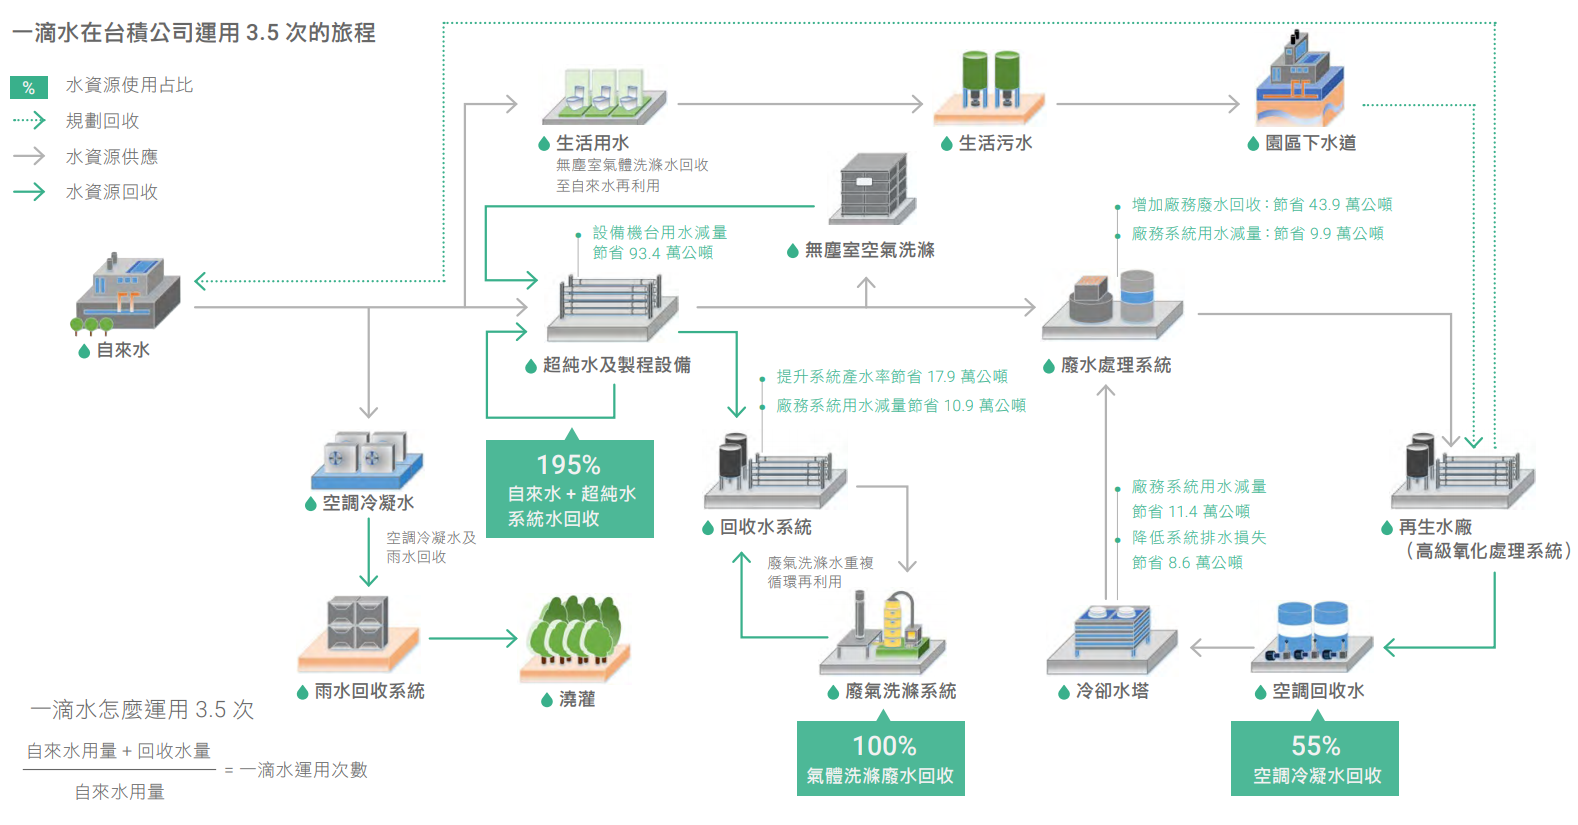 一滴水在台積公司運用 3.5 次的旅程
% 水資源使用占比
規劃回收
水資源供應
水資源回收
生活用水
無塵室氣體洗滌水回收
至自來水再利用
生活污水
園區下水道
設備機台用水減量
節省 93.4 萬公噸
無塵室空氣洗滌
增加廠務廢水回收：節省 43.9 萬公噸
廠務系統用水減量：節省 9.9 萬公噸
自來水
超純水及製程設備
廢水處理系統
提升系統產水率節省 17.9 萬公噸
廠務系統用水減量節省 10.9 萬公噸
195%
自來水 + 超純水
系統水回收
空調冷凝水
空調冷凝水及
雨水回收
回收水系統
廢氣洗滌水重複
循環再利用
廠務系統用水減量
節省 11.4 萬公噸
降低系統排水損失
節省 8.6 萬公噸
再生水廠
（高級氧化處理系統）
雨水回收系統
澆灌
廢氣洗滌系統
冷卻水塔
空調回收水
100%
氣體洗滌廢水回收
55%
空調冷凝水回收
一滴水怎麼運用 3.5 次
自來水用量 + 回收水量
自來水用量
= 一滴水運用次數